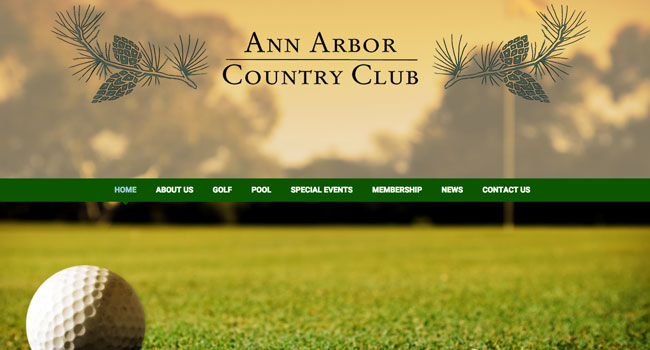 Ann Arbor
Country Club
HOME ABOUT US GOLF POOL SPECIAL EVENTS MEMBERSHIP NEWS CONTACT US